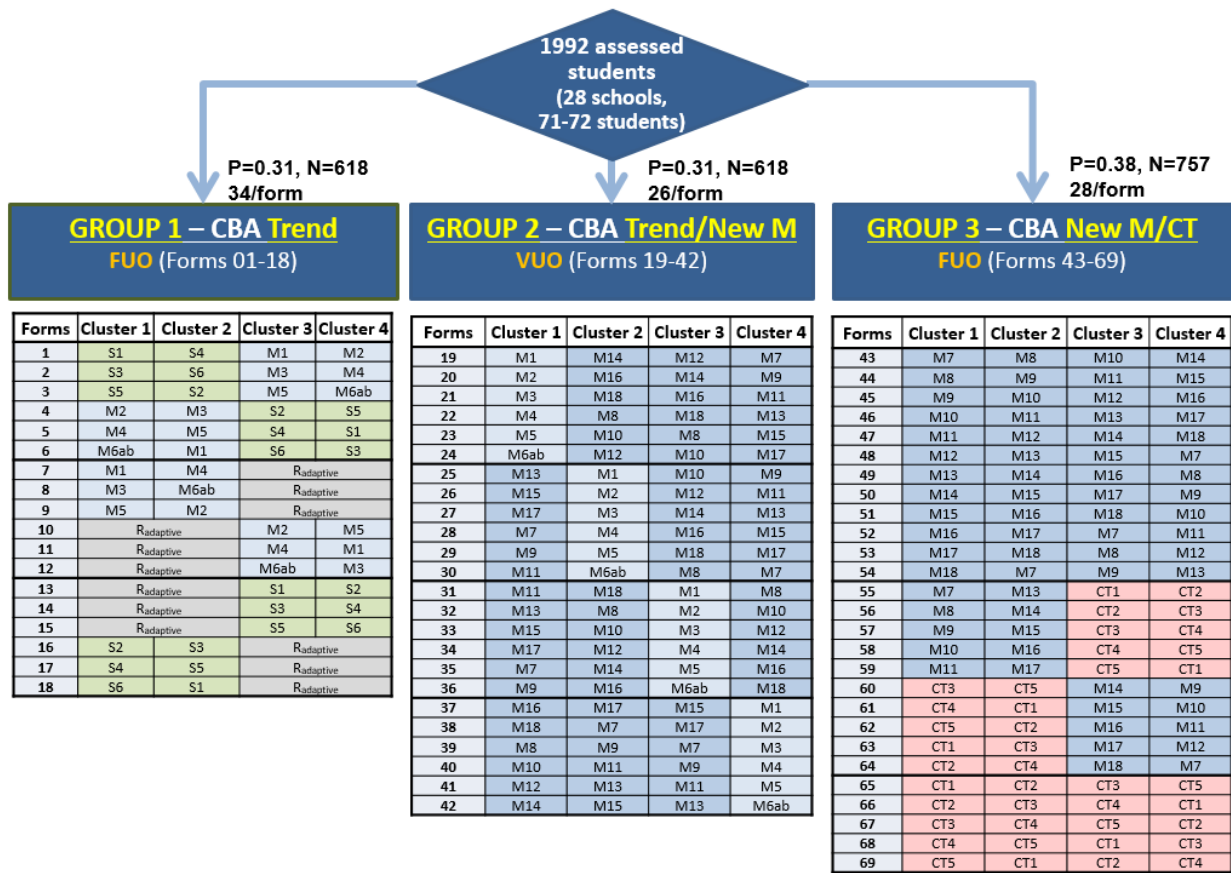 1992 assessed
students
(28 schools,
71-72 students)
P=0.31, N=618
34/form
P=0.31, N=618
26/form
P=0.38, N=757
28/form
GROUP 1 – CBA Trend
FUO (Forms 01-18)
GROUP 2 – CBA Trend/New M
VUO (Forms 19-42)
GROUP 3 – CBA New M/CT
FUO (Forms 43-69)
Forms Cluster 1 Cluster 2 Cluster 3 Cluster 4
1 S1 S4 M1 M2
2 S3 S6 M3 M4
3 S5 S2 M5 M6ab
4 M2 M3 S2 S5
5 M4 M5 S4 S1
6 M6ab M1 S6 S3
7 M1 M4 Radaptive
8 M3 M6ab Radaptive
9 M5 M2 Radaptive
10 Radaptive M2 M5
11 Radaptive M4 M1
12 Radaptive M6ab M3
13 Radaptive S1 S2
14 Radaptive S3 S4
15 Radaptive S5 S6
16 S2 S3 Radaptive
17 S4 S5 Radaptive
18 S6 S1 Radaptive
Forms Cluster 1 Cluster 2 Cluster 3 Cluster 4
19 M1 M14 M12 M7
20 M2 M16 M14 M9
21 M3 M18 M16 M11
22 M4 M8 M18 M13
23 M5 M10 M8 M15
24 M6ab M12 M10 M17
25 M13 M1 M10 M9
26 M15 M2 M12 M11
27 M17 M3 M14 M13
28 M7 M4 M16 M15
29 M9 M5 M18 M17
30 M11 M6ab M8 M7
31 M11 M18 M1 M8
32 M13 M8 M2 M10
33 M15 M10 M3 M12
34 M17 M12 M4 M14
35 M7 M14 M5 M16
36 M9 M16 M6ab M18
37 M16 M17 M15 M1
38 M18 M7 M17 M2
39 M8 M9 M7 M3
40 M10 M11 M9 M4
41 M12 M13 M11 M5
42 M14 M15 M13 M6ab
Forms Cluster 1 Cluster 2 Cluster 3 Cluster 4
43 M7 M8 M10 M14
44 M8 M9 M11 M15
45 M9 M10 M12 M16
46 M10 M11 M13 M17
47 M11 M12 M14 M18
48 M12 M13 M15 M7
49 M13 M14 M16 M8
50 M14 M15 M17 M9
51 M15 M16 M18 M10
52 M16 M17 M7 M11
53 M17 M18 M8 M12
54 M18 M7 M9 M13
55 M7 M13 CT1 CT2
56 M8 M14 CT2 CT3
57 M9 M15 CT3 CT4
58 M10 M16 CT4 CT5
59 M11 M17 CT5 CT1
60 CT3 CT5 M14 M9
61 CT4 CT1 M15 M10
62 CT5 CT2 M16 M11
63 CT1 CT3 M17 M12
64 CT2 CT4 M18 M7
65 CT1 CT2 CT3 CT5
66 CT2 CT3 CT4 CT1
67 CT3 CT4 CT5 CT2
68 CT4 CT5 CT1 CT3
69 CT5 CT1 CT2 CT4